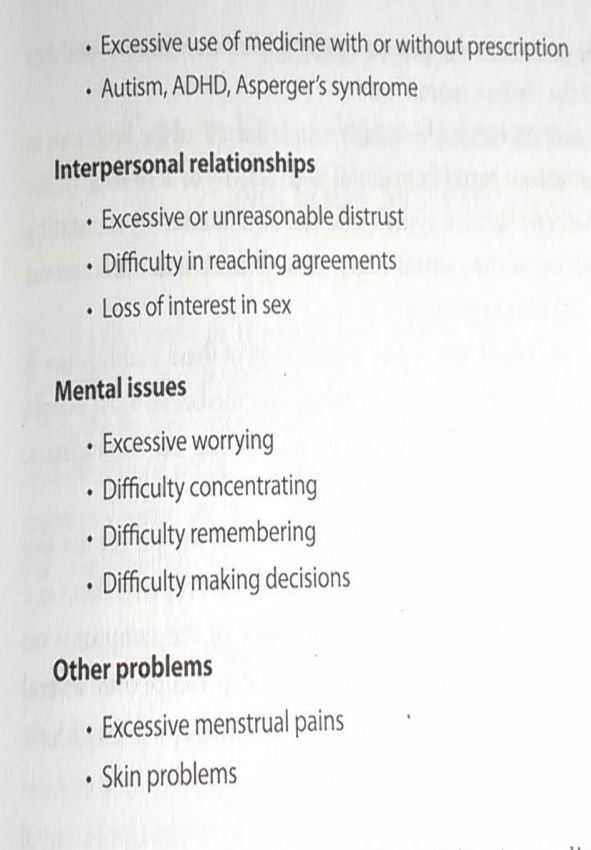 • Excessive use of medicine with or without prescription
• Autism, ADHD, Asperger's syndrome
Interpersonal relationships
• Excessive or unreasonable distrust
• Difficulty in reaching agreements
• Loss of interest in sex
Mental issues
• Excessive worrying
• Difficulty concentrating
• Difficulty remembering
• Difficulty making decisions
Other problems
• Excessive menstrual pains
• Skin problems